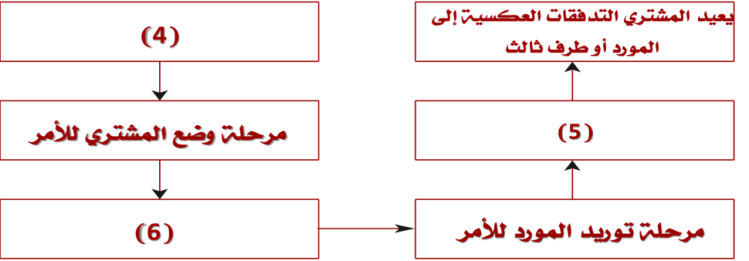 (4)
مرحلة وضع المشتري للأمر
(6)
مرحلة توريد المورد للأمر
(5)
يعيد المشتري التدفقات العكسية إلى
المورد أو طرف ثالث